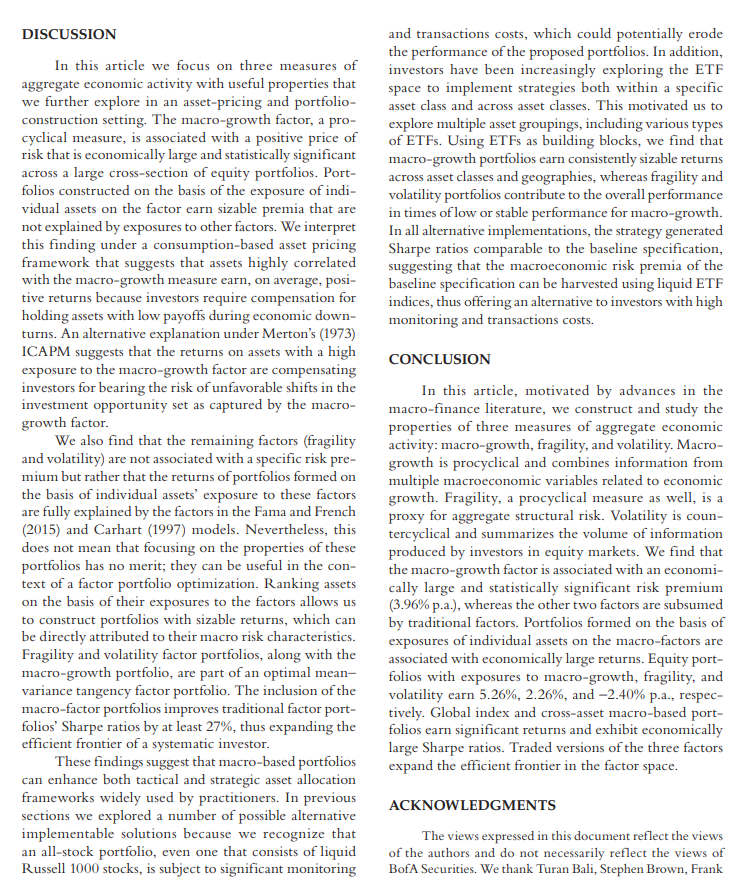 DISCUSSION
In this article we focus on three measures of
aggregate economic activity with useful properties that
we further explore in an asset-pricing and portfolio-
construction setting. The macro-growth factor, a pro-
cyclical measure, is associated with a positive price of
risk that is economically large and statistically significant
across a large cross-section of equity portfolios. Port-
folios constructed on the basis of the exposure of indi-
vidual assets on the factor earn sizable premia that are
not explained by exposures to other factors. We interpret
this finding under a consumption-based asset pricing
framework that suggests that assets highly correlated
with the macro-growth measure earn, on average, posi-
tive returns because investors require compensation for
holding assets with low payoffs during economic down-
turns. An alternative explanation under Merton's (1973)
ICAPM suggests that the returns on assets with a high
exposure to the macro-growth factor are compensating
investors for bearing the risk of unfavorable shifts in the
investment opportunity set as captured by the macro-
growth factor.
We also find that the remaining factors (fragility
and volatility) are not associated with a specific risk pre-
mium but rather that the returns of portfolios formed on
the basis of individual assets' exposure to these factors
are fully explained by the factors in the Fama and French
(2015) and Carhart (1997) models. Nevertheless, this
does not mean that focusing on the properties of these
portfolios has no merit; they can be useful in the con-
text of a factor portfolio optimization. Ranking assets
on the basis of their exposures to the factors allows us
to construct portfolios with sizable returns, which can
be directly attributed to their macro risk characteristics.
Fragility and volatility factor portfolios, along with the
macro-growth portfolio, are part of an optimal mean–
variance tangency factor portfolio. The inclusion of the
macro-factor portfolios improves traditional factor port-
folios' Sharpe ratios by at least 27%, thus expanding the
efficient frontier of a systematic investor.
These findings suggest that macro-based portfolios
can enhance both tactical and strategic asset allocation
frameworks widely used by practitioners. In previous
sections we explored a number of possible alternative
implementable solutions because we recognize that
an all-stock portfolio, even one that consists of liquid
Russell 1000 stocks, is subject to significant monitoring
and transactions costs, which could potentially erode
the performance of the proposed portfolios. In addition,
investors have been increasingly exploring the ETF
space to implement strategies both within a specific
asset class and across asset classes. This motivated us to
explore multiple asset groupings, including various types
of ETFs. Using ETFs as building blocks, we find that
macro-growth portfolios earn consistently sizable returns
across asset classes and geographies, whereas fragility and
volatility portfolios contribute to the overall performance
in times of low or stable performance for macro-growth.
In all alternative implementations, the strategy generated
Sharpe ratios comparable to the baseline specification,
suggesting that the macroeconomic risk premia of the
baseline specification can be harvested using liquid ETF
indices, thus offering an alternative to investors with high
monitoring and transactions costs.
CONCLUSION
In this article, motivated by advances in the
macro-finance literature, we construct and study the
properties of three measures of aggregate economic
activity: macro-growth, fragility, and volatility. Macro-
growth is procyclical and combines information from
multiple macroeconomic variables related to economic
growth. Fragility, a procyclical measure as well, is a
proxy for aggregate structural risk. Volatility is coun-
tercyclical and summarizes the volume of information
produced by investors in equity markets. We find that
the macro-growth factor is associated with an economi-
cally large and statistically significant risk premium
(3.96% p.a.), whereas the other two factors are subsumed
by traditional factors. Portfolios formed on the basis of
exposures of individual assets on the macro-factors are
associated with economically large returns. Equity port-
folios with exposures to macro-growth, fragility, and
volatility earn 5.26%, 2.26%, and −2.40% p.a., respec-
tively. Global index and cross-asset macro-based port-
folios earn significant returns and exhibit economically
large Sharpe ratios. Traded versions of the three factors
expand the efficient frontier in the factor space.
ACKNOWLEDGMENTS
The views expressed in this document reflect the views
of the authors and do not necessarily reflect the views of
BofA Securities. We thank Turan Bali, Stephen Brown, Frank